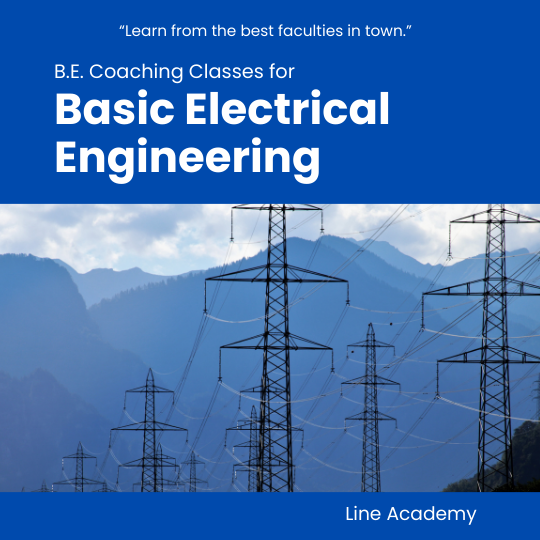 “Learn from the best faculties in town.”
B.E. Coaching Classes for
Basic Electrical
Engineering
Line Academy